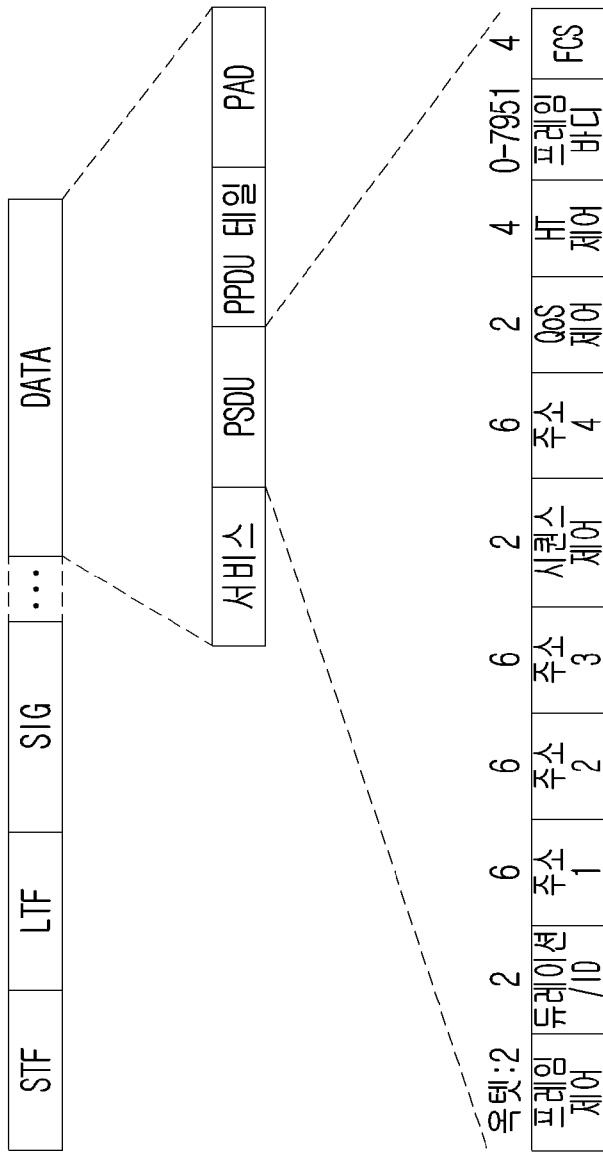 STF LTF SIG ... DATA
서비스 PSDU PPDU 테일 PAD
옥텟:2 2 6 6 6 2 6 2 4 0-7951 4
프레임 제어
듀레이션 /ID
주소 1
주소 2
주소 3
시퀀스 제어
주소 4
QoS 제어
HT 제어
프레임 바디
FCS